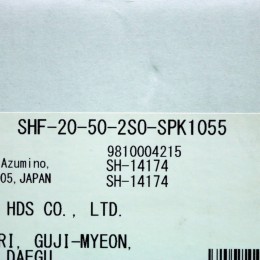 SHF-20-50-2SO-SPK1055
9810004215
Azumino, SH-14174
05, JAPAN SH-14174
HDS CO., LTD.
RI, GUJI-MYEON,
DAEGU